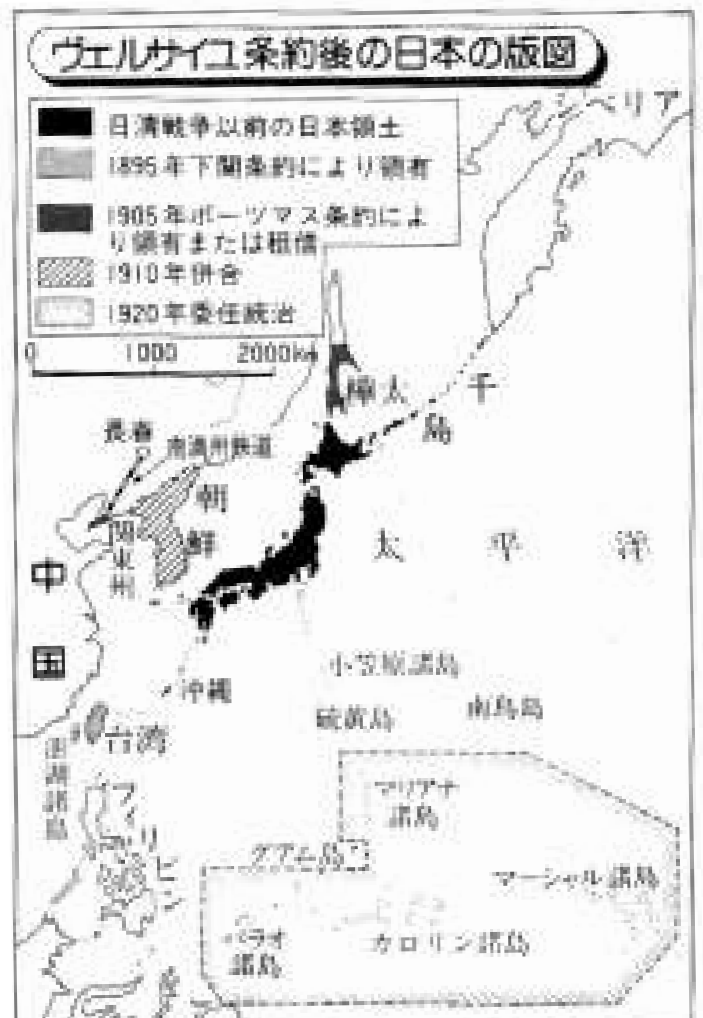 ヴェルサイユ条約後の日本の版図
シベリア
日清戦争以前の日本領土
1895年下関条約により領有
1905年ポーツマス条約によ
り領有または租借
1910年併合
1920年委任統治
0 1000 2000km
樺太
千島
長春
南満州鉄道
朝鮮
関東州
中国
太平洋
小笠原諸島
沖縄
硫黄島
南鳥島
台湾
澎湖諸島
フィリピン
マリアナ
諸島
グアム島
マーシャル諸島
パラオ
諸島
カロリン諸島